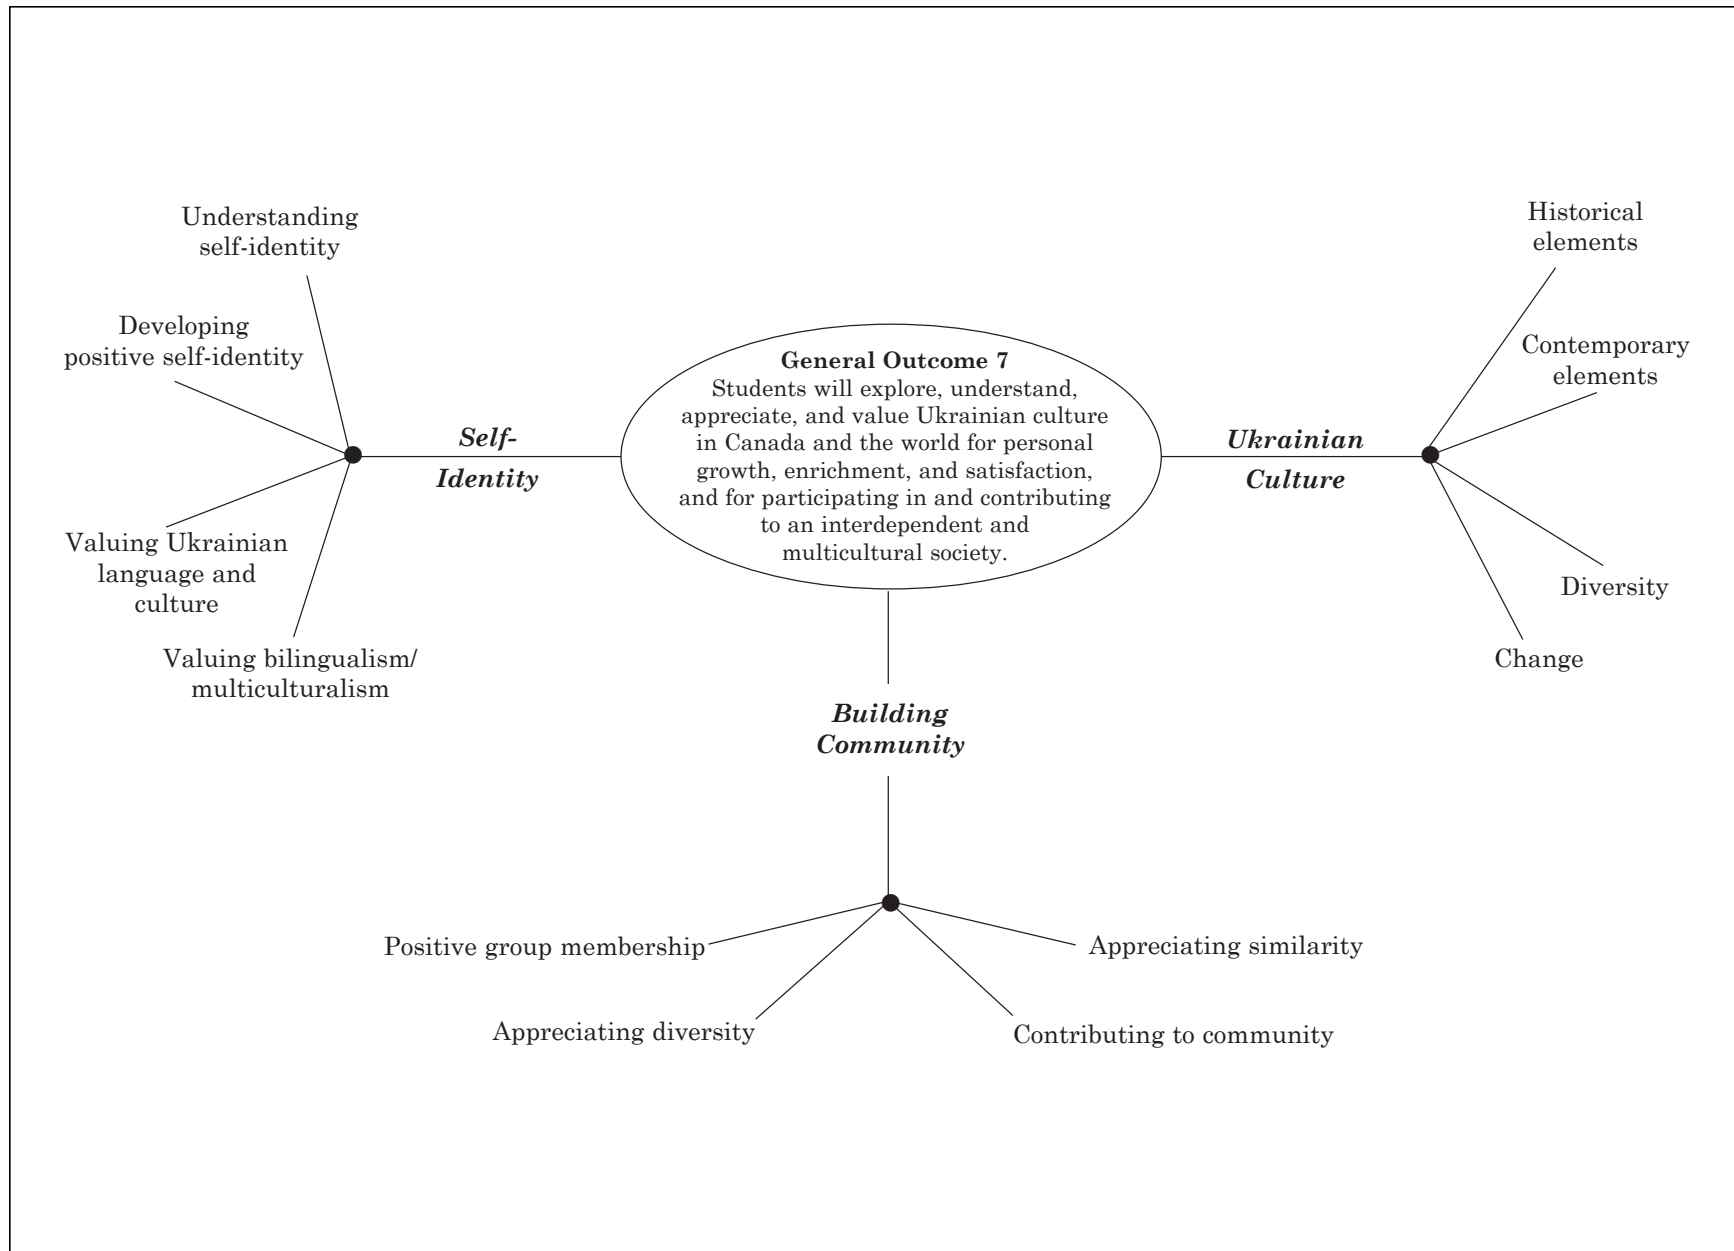 Understanding
self-identity
Developing
positive self-identity
Self-
Identity
Valuing Ukrainian
language and
culture
Valuing bilingualism/
multiculturalism
General Outcome 7
Students will explore, understand,
appreciate, and value Ukrainian culture
in Canada and the world for personal
growth, enrichment, and satisfaction,
and for participating in and contributing
to an interdependent and
multicultural society.
Historical
elements
Contemporary
elements
Ukrainian
Culture
Diversity
Change
Building
Community
Positive group membership
Appreciating similarity
Appreciating diversity
Contributing to community